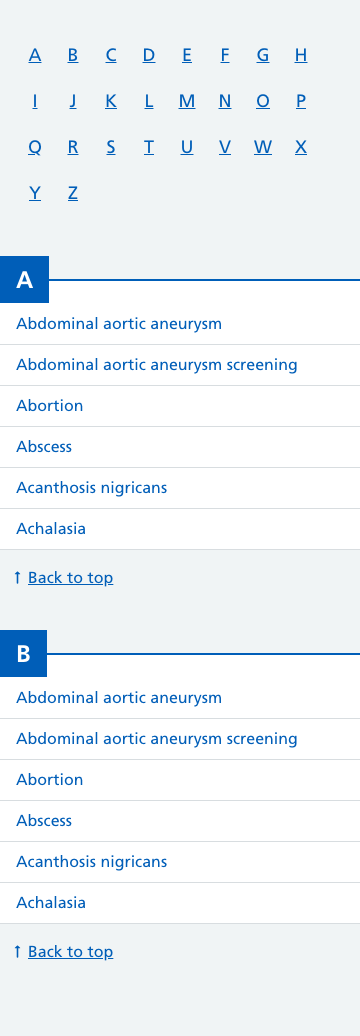 A B C D E F G H
I J K L M N O P
Q R S T U V W X
Y Z
A
Abdominal aortic aneurysm
Abdominal aortic aneurysm screening
Abortion
Abscess
Acanthosis nigricans
Achalasia
↑ Back to top
B
Abdominal aortic aneurysm
Abdominal aortic aneurysm screening
Abortion
Abscess
Acanthosis nigricans
Achalasia
↑ Back to top